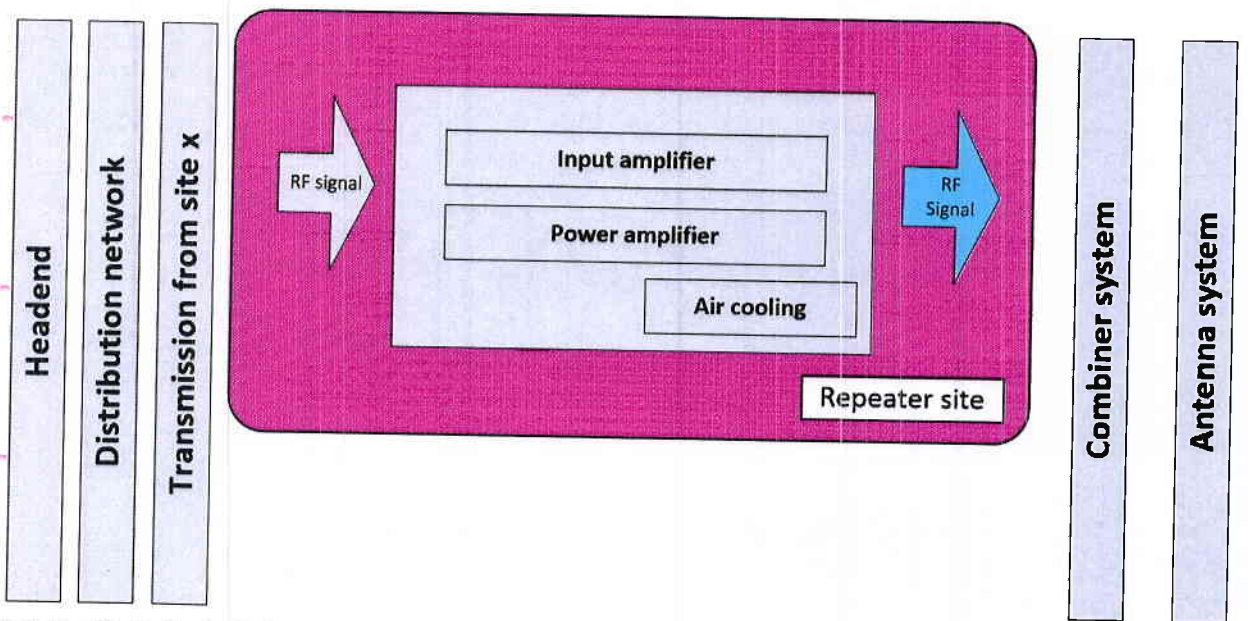 Headend
Distribution network
Transmission from site x
RF signal
Input amplifier
Power amplifier
Air cooling
RF
Signal
Repeater site
Combiner system
Antenna system